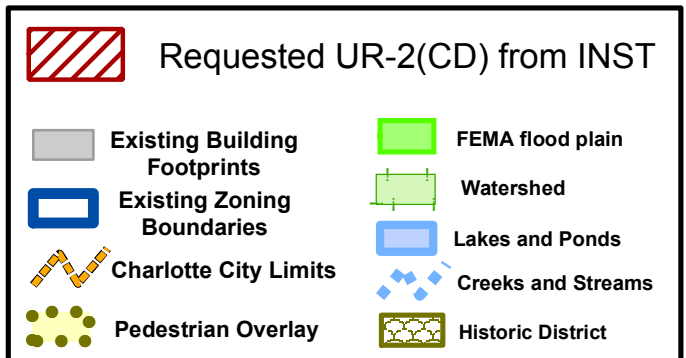 Requested UR-2(CD) from INST
Existing Building
Footprints
Existing Zoning
Boundaries
Charlotte City Limits
Pedestrian Overlay
FEMA flood plain
Watershed
Lakes and Ponds
Creeks and Streams
Historic District